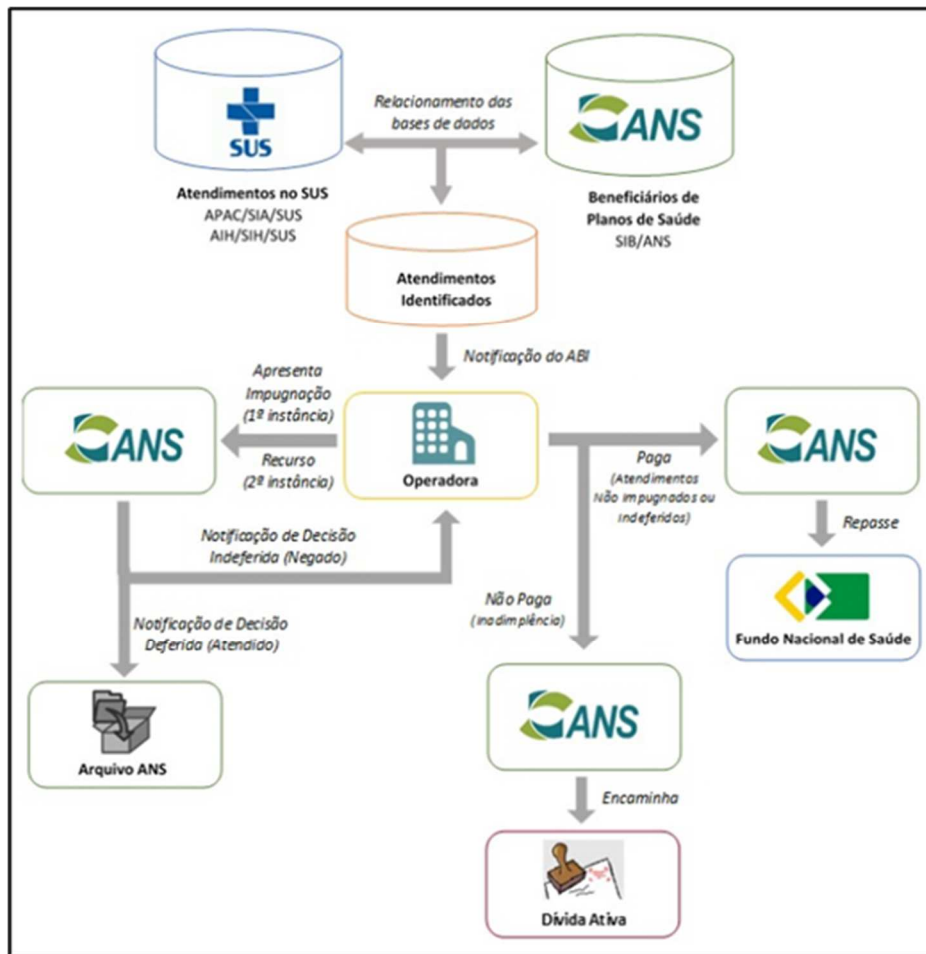 SUS
Relacionamento das
bases de dados
ANS
Atendimentos no SUS
APAC/SIA/SUS
AIH/SIH/SUS
Beneficiários de
Planos de Saúde
SIB/ANS
Atendimentos
Identificados
Notificação do ABI
Apresenta
Impugnação
(1ª instância)
ANS
Recurso
(2ª instância)
Operadora
Paga
(Atendimentos
Não Impugnados ou
Indeferidos)
ANS
Repasse
Notificação de Decisão
Indeferida (Negado)
Fundo Nacional de Saúde
Não Paga
(Inadimplência)
Notificação de Decisão
Deferida (Atendido)
ANS
Arquivo ANS
Encaminha
Dívida Ativa